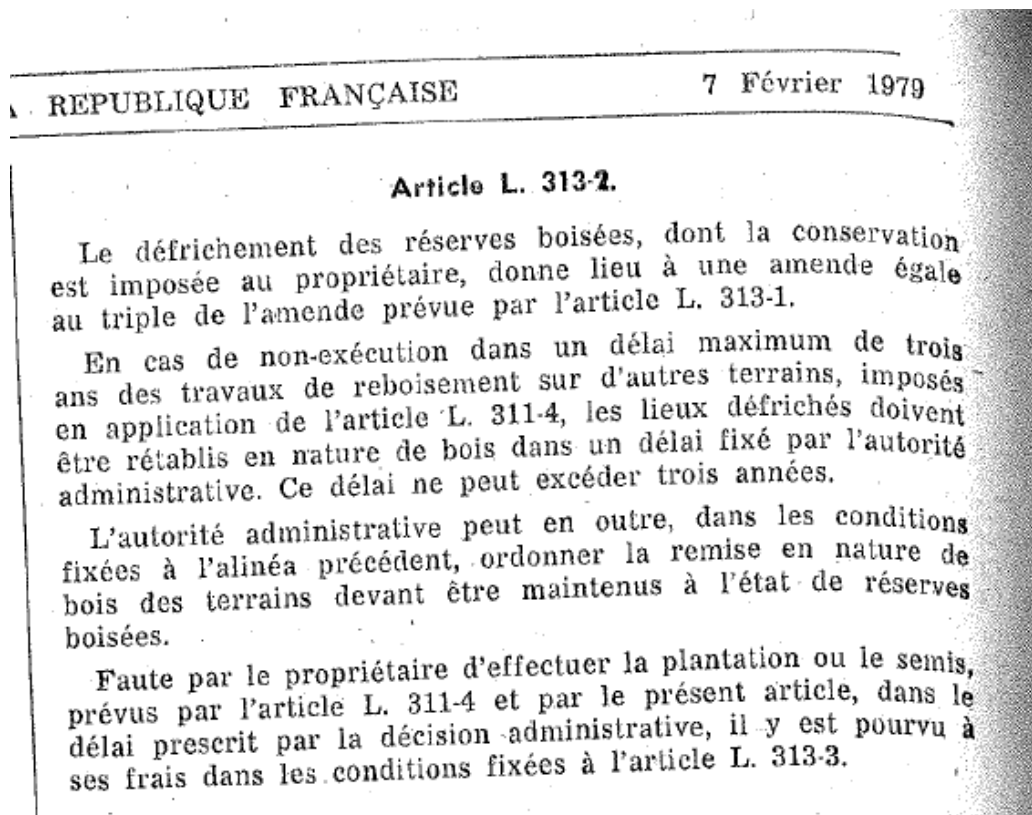 REPUBLIQUE FRANÇAISE 7 Février 1979
Article L. 313-2.
Le défrichement des réserves boisées, dont la conservation
est imposée au propriétaire, donne lieu à une amende égale
au triple de l'amende prévue par l'article L. 313-1.
En cas de non-exécution dans un délai maximum de trois
ans des travaux de reboisement sur d'autres terrains, imposés
en application de l'article L. 311-4, les lieux défrichés doivent
être rétablis en nature de bois dans un délai fixé par l'autorité
administrative. Ce délai ne peut excéder trois années.
L'autorité administrative peut en outre, dans les conditions
fixées à l'alinéa précédent, ordonner la remise en nature de
bois des terrains devant être maintenus à l'état de réserves
boisées.
Faute par le propriétaire d'effectuer la plantation ou le semis,
prévus par l'article L. 311-4 et par le présent article, dans le
délai prescrit par la décision administrative, il y est pourvu à
ses frais dans les conditions fixées à l'article L. 313-3.